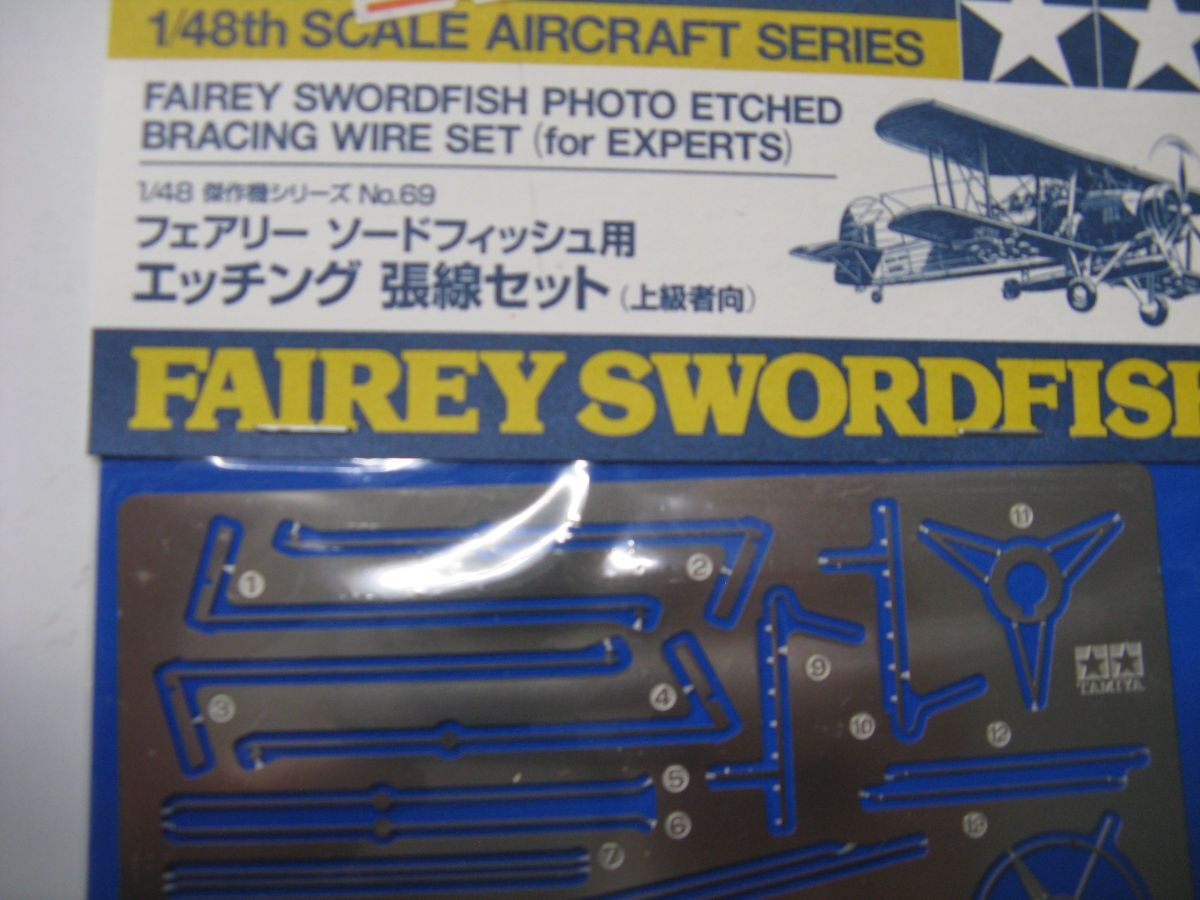 1/48th SCALE AIRCRAFT SERIES
FAIREY SWORDFISH PHOTO ETCHED
BRACING WIRE SET (for EXPERTS)
1/48 傑作機シリーズ No.69
フェアリー ソードフィッシュ用
エッチング 張線セット (上級者向)
FAIREY SWORDFISH
1
2
11
3
4
9
TAMIYA
10
12
5
6
13
7